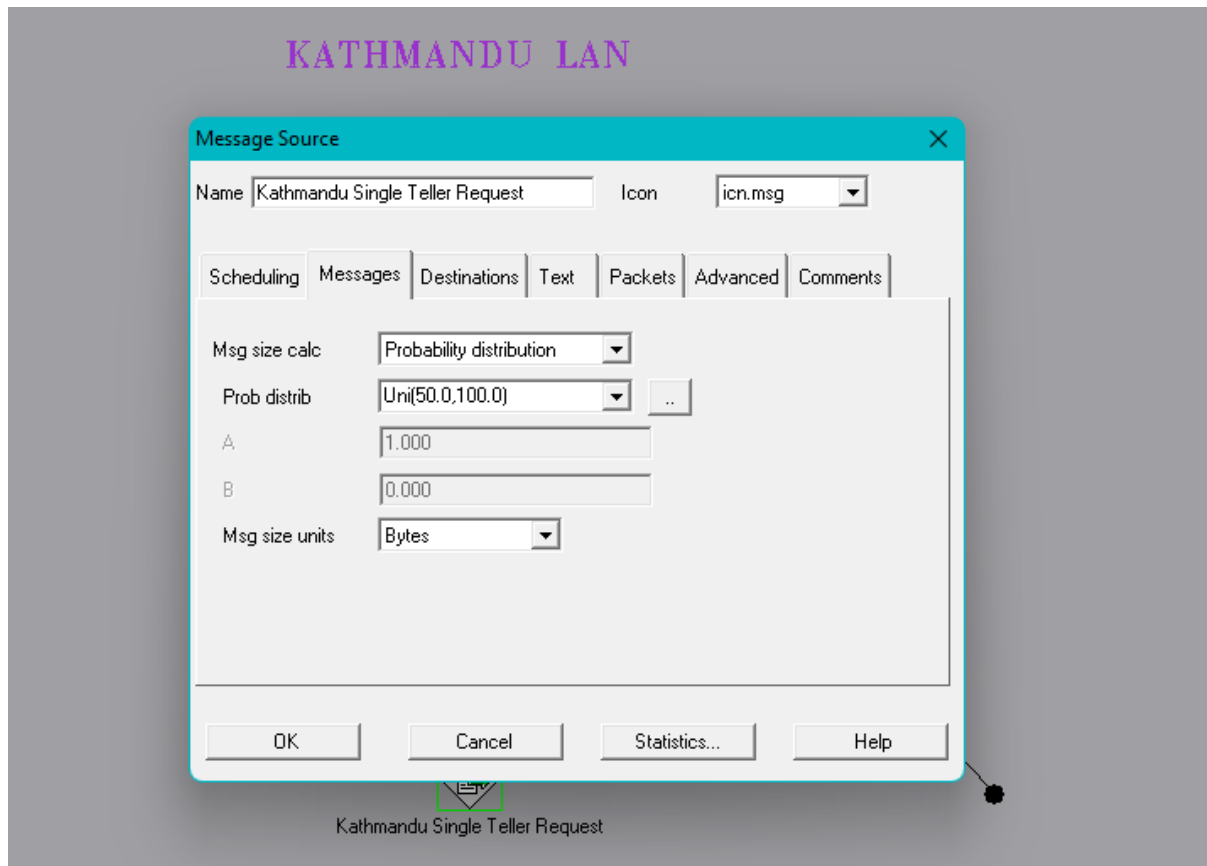 KATHMANDU LAN
Message Source
Name Kathmandu Single Teller Request Icon icn.msg
Scheduling Messages Destinations Text Packets Advanced Comments
Msg size calc Probability distribution
Prob distrib Uni(50.0,100.0) ..
A 1.000
B 0.000
Msg size units Bytes
OK Cancel Statistics... Help
Kathmandu Single Teller Request